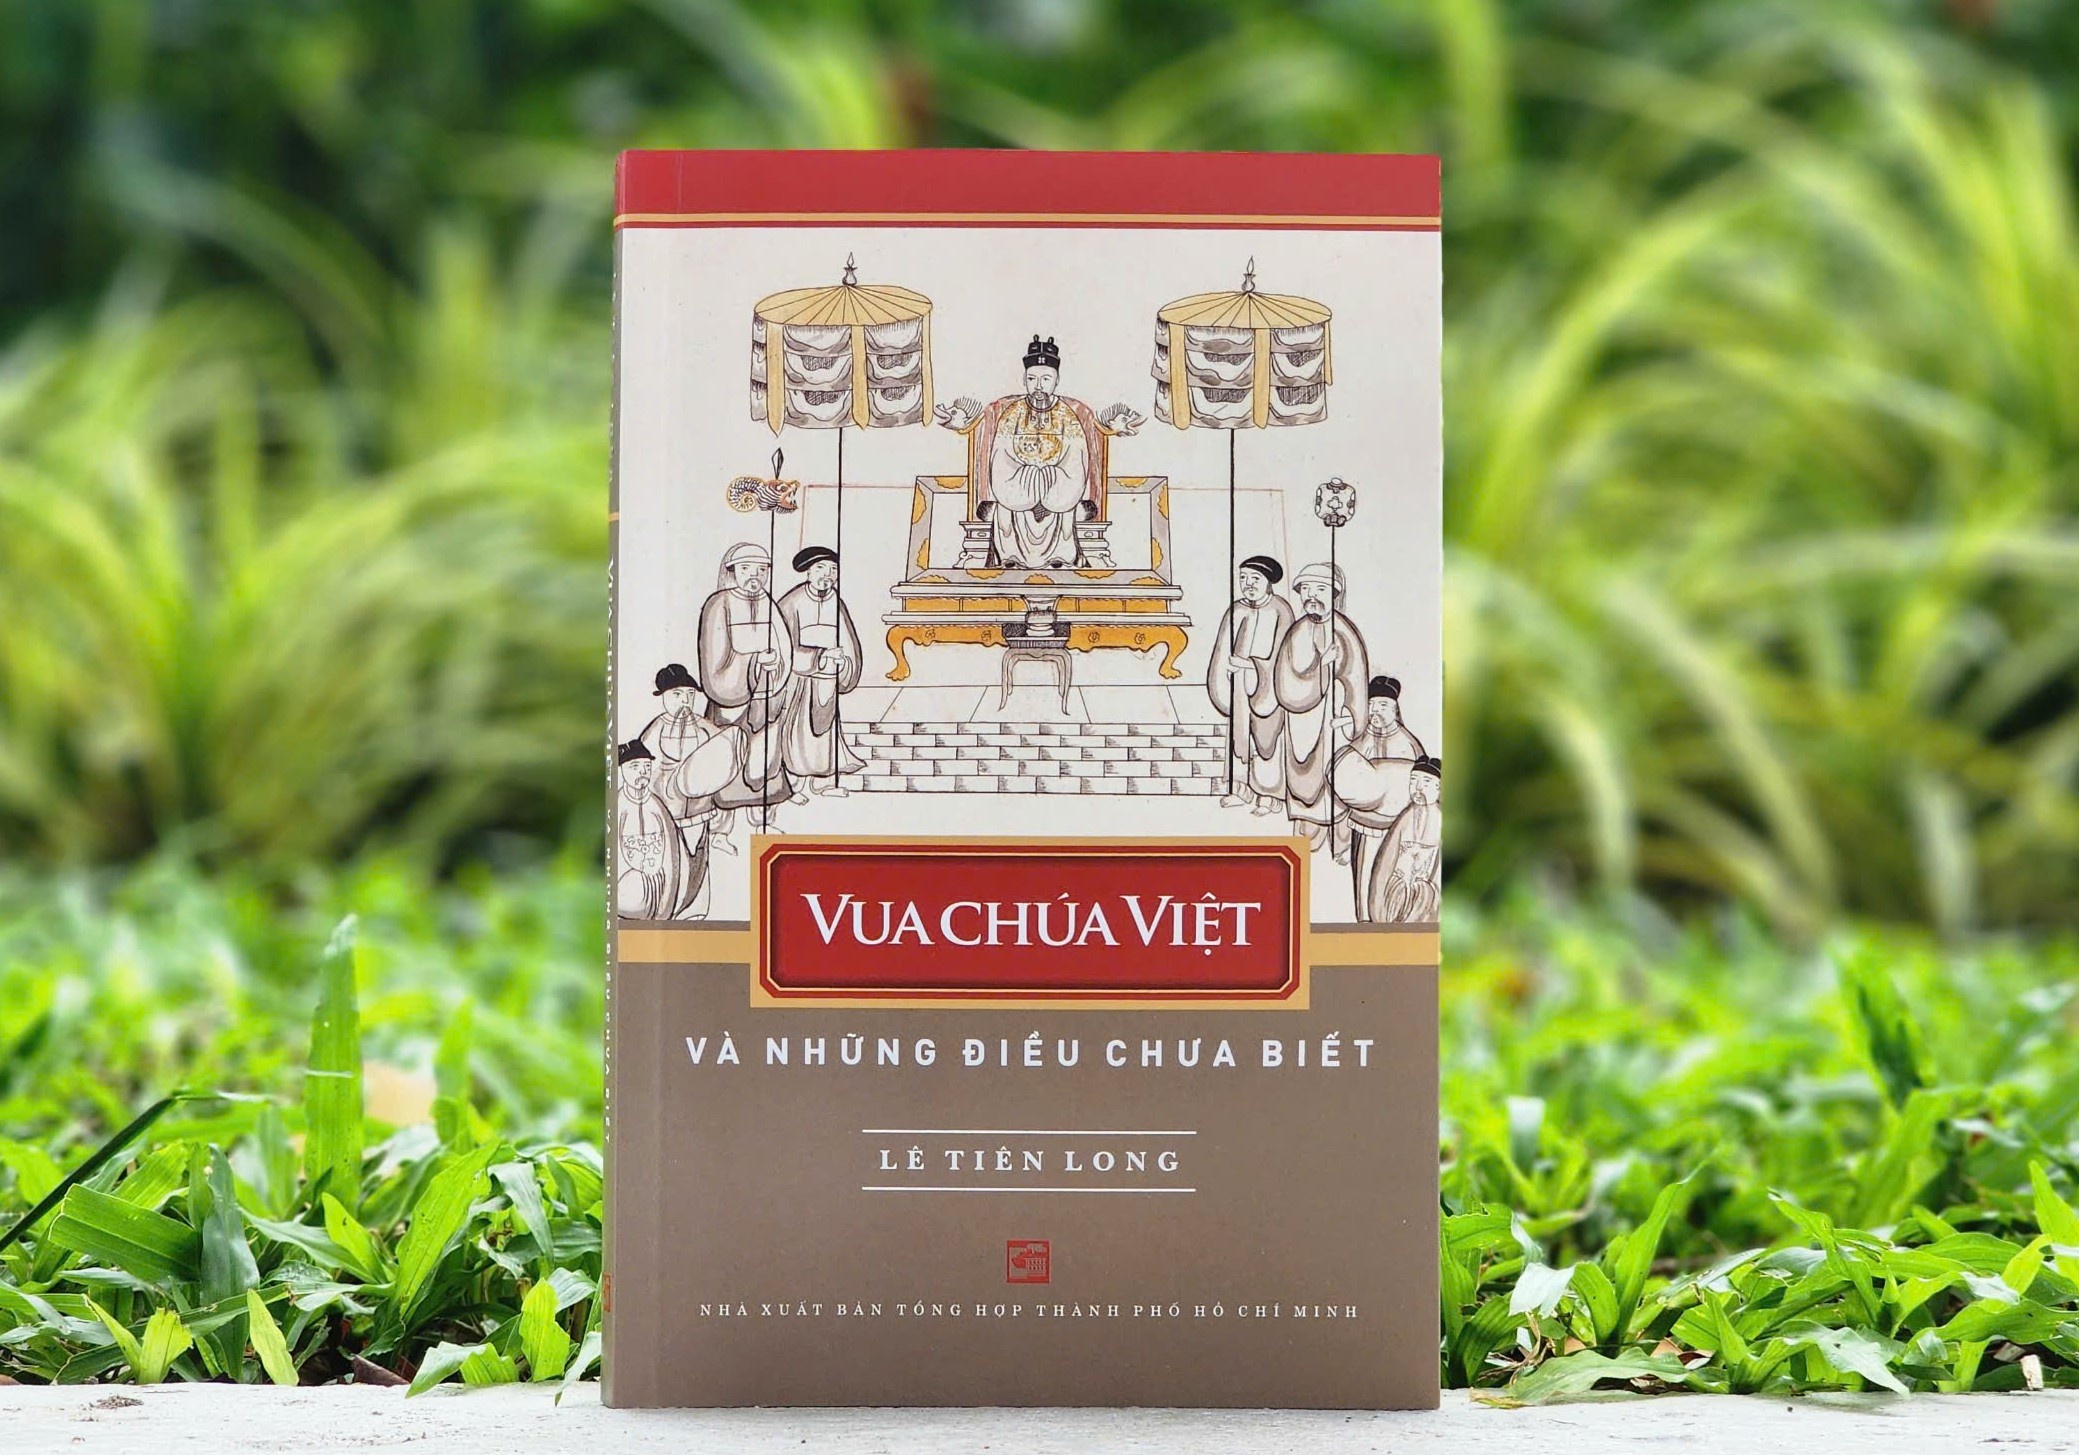 VUA CHÚA VIỆT
VÀ NHỮNG ĐIỀU CHƯA BIẾT
LÊ TIÊN LONG
NHÀ XUẤT BẢN TỔNG HỢP THÀNH PHỐ HỒ CHÍ MINH